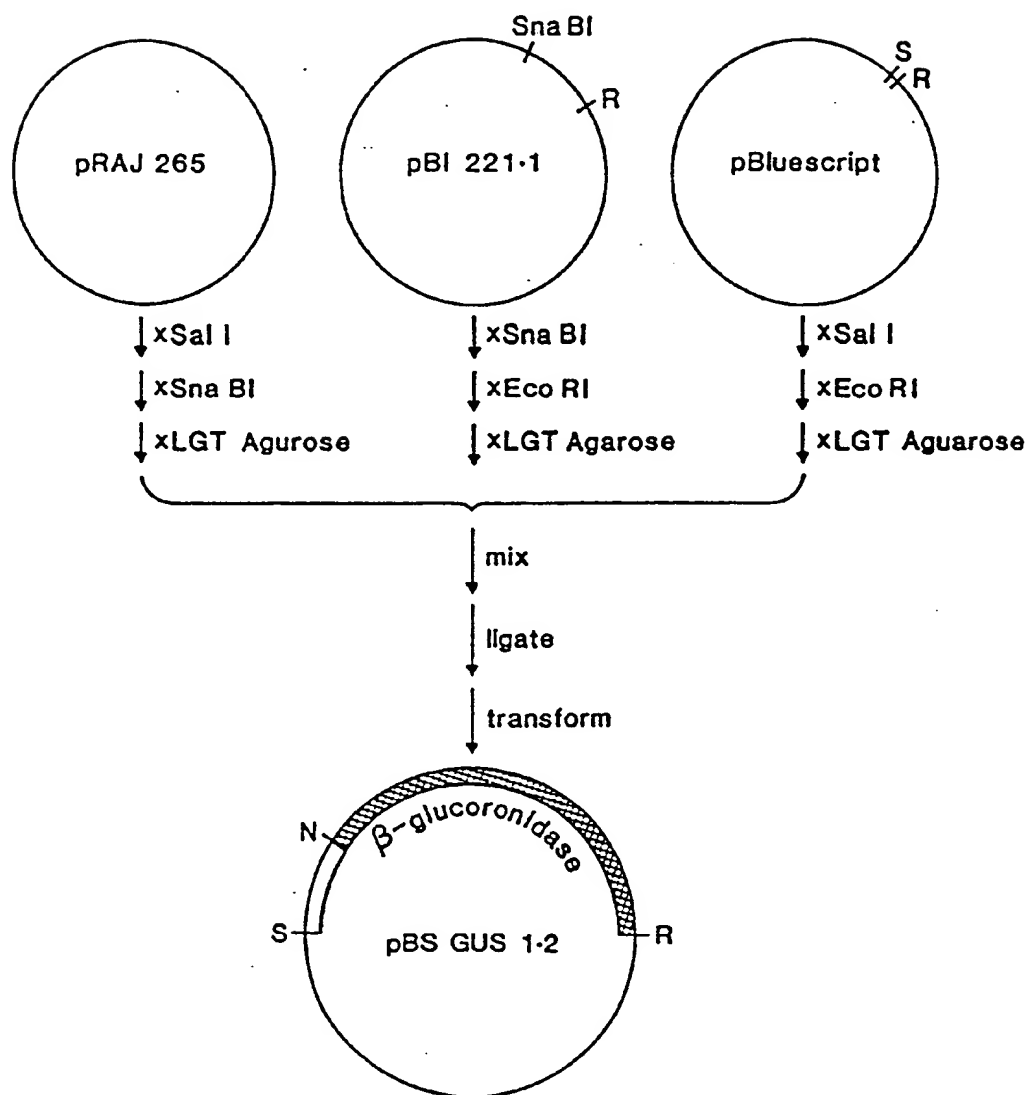 Sna BI
S
R
R
pRAJ 265
pBI 221·1
pBluescript
xSal I
xSna BI
xSal I
xSna BI
xEco RI
xEco RI
xLGT Agurose
xLGT Agarose
xLGT Aguarose
mix
ligate
transform
N
β-glucoronidase
S
pBS GUS 1·2
R